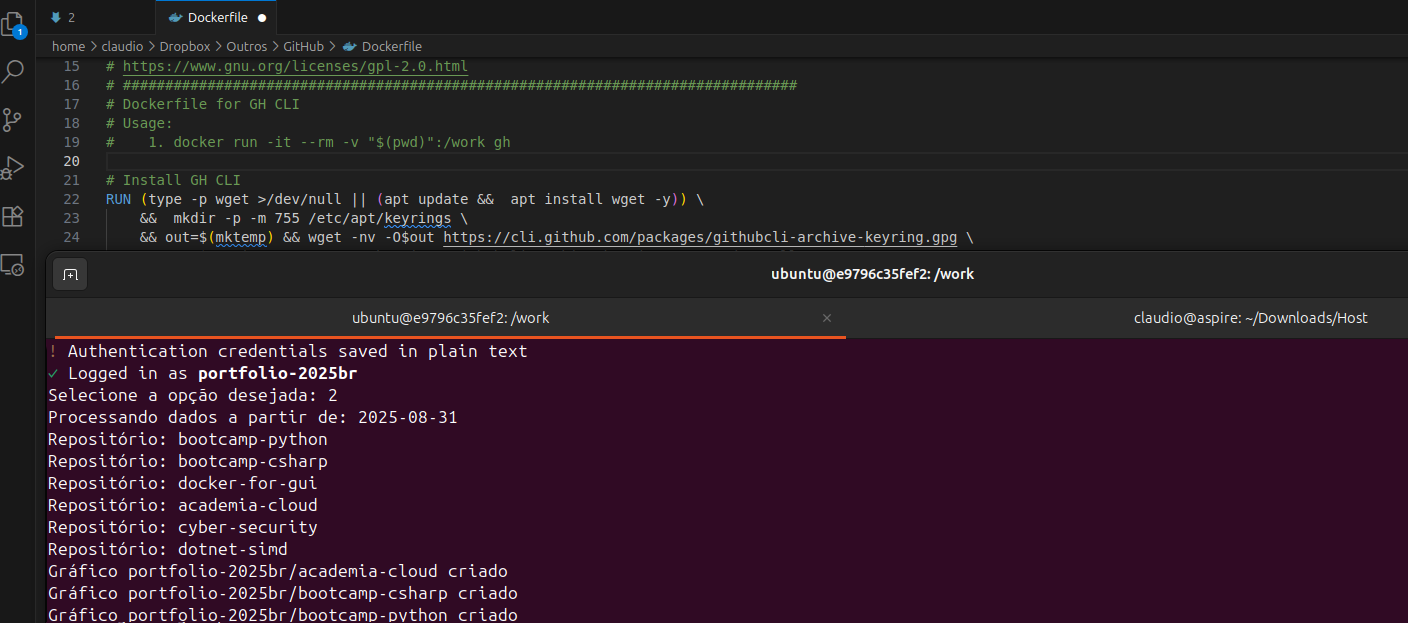 1
2
Dockerfile
home > claudio > Dropbox > Outros > GitHub > Dockerfile
15 # https://www.gnu.org/licenses/gpl-2.0.html
16 # ################################################################################
17 # Dockerfile for GH CLI
18 # Usage:
19 #    1. docker run -it --rm -v "$(pwd)":/work gh
20
21 # Install GH CLI
22 RUN (type -p wget >/dev/null || (apt update &&  apt install wget -y)) \
23     &&  mkdir -p -m 755 /etc/apt/keyrings \
24     && out=$(mktemp) && wget -nv -O$out https://cli.github.com/packages/githubcli-archive-keyring.gpg \
ubuntu@e9796c35fef2: /work
ubuntu@e9796c35fef2: /work
claudio@aspire: ~/Downloads/Host
! Authentication credentials saved in plain text
✓ Logged in as portfolio-2025br
Selecione a opção desejada: 2
Processando dados a partir de: 2025-08-31
Repositório: bootcamp-python
Repositório: bootcamp-csharp
Repositório: docker-for-gui
Repositório: academia-cloud
Repositório: cyber-security
Repositório: dotnet-simd
Gráfico portfolio-2025br/academia-cloud criado
Gráfico portfolio-2025br/bootcamp-csharp criado
Gráfico portfolio-2025br/bootcamp-python criado